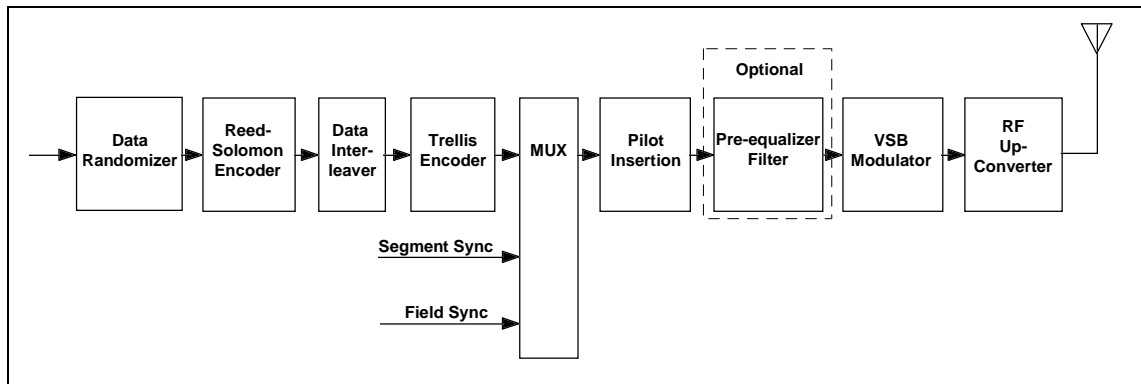 Optional
Data
Randomizer
Reed-
Solomon
Encoder
Data
Inter-
leaver
Trellis
Encoder
MUX
Pilot
Insertion
Pre-equalizer
Filter
VSB
Modulator
RF
Up-
Converter
Segment Sync
Field Sync